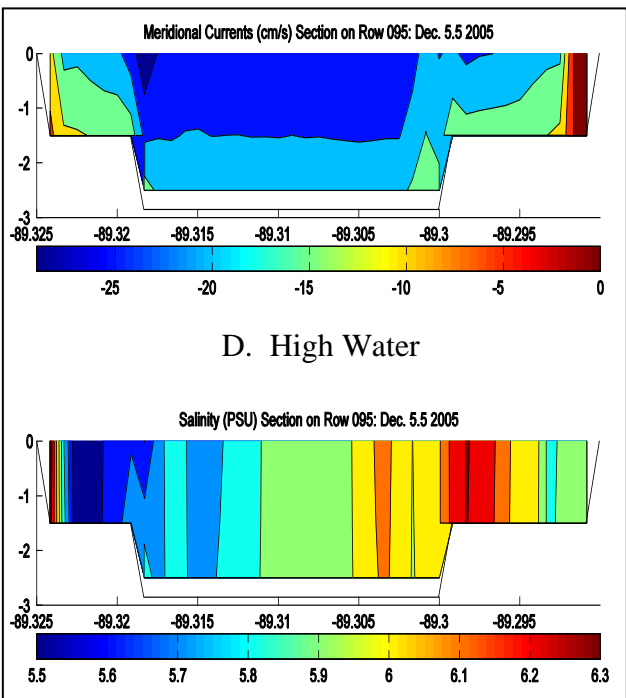 Meridional Currents (cm/s) Section on Row 095: Dec. 5.5 2005
0
-1
-2
-3
-89.325 -89.32 -89.315 -89.31 -89.305 -89.3 -89.295
-25 -20 -15 -10 -5 0
D. High Water
Salinity (PSU) Section on Row 095: Dec. 5.5 2005
0
-1
-2
-3
-89.325 -89.32 -89.315 -89.31 -89.305 -89.3 -89.295
5.5 5.6 5.7 5.8 5.9 6 6.1 6.2 6.3